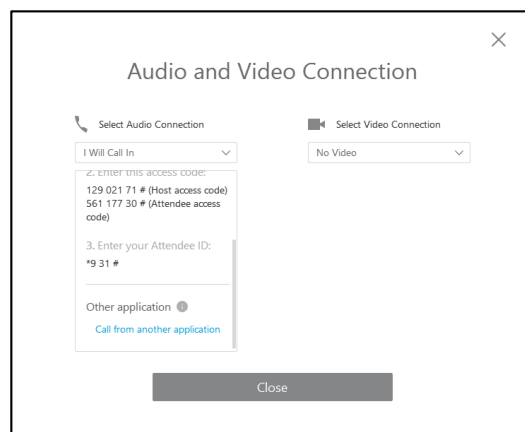 Audio and Video Connection
Select Audio Connection
Select Video Connection
I Will Call In
No Video
2. Enter this access code:
129 021 71 # (Host access code)
561 177 30 # (Attendee access
code)
3. Enter your Attendee ID:
*9 31 #
Other application
Call from another application
Close